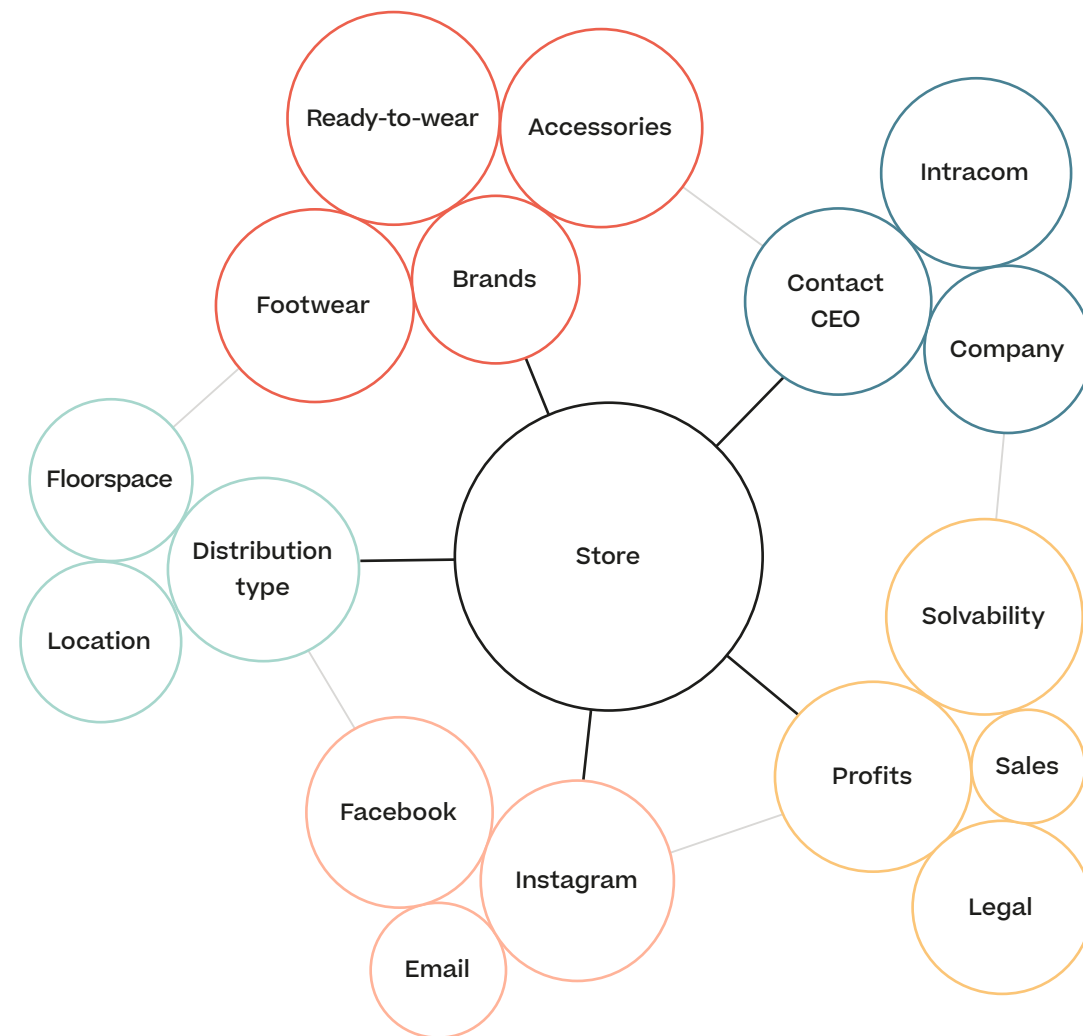 Ready-to-wear
Accessories
Intracom
Brands
Contact
CEO
Footwear
Company
Floorspace
Distribution
type
Store
Location
Solvability
Sales
Profits
Facebook
Instagram
Legal
Email